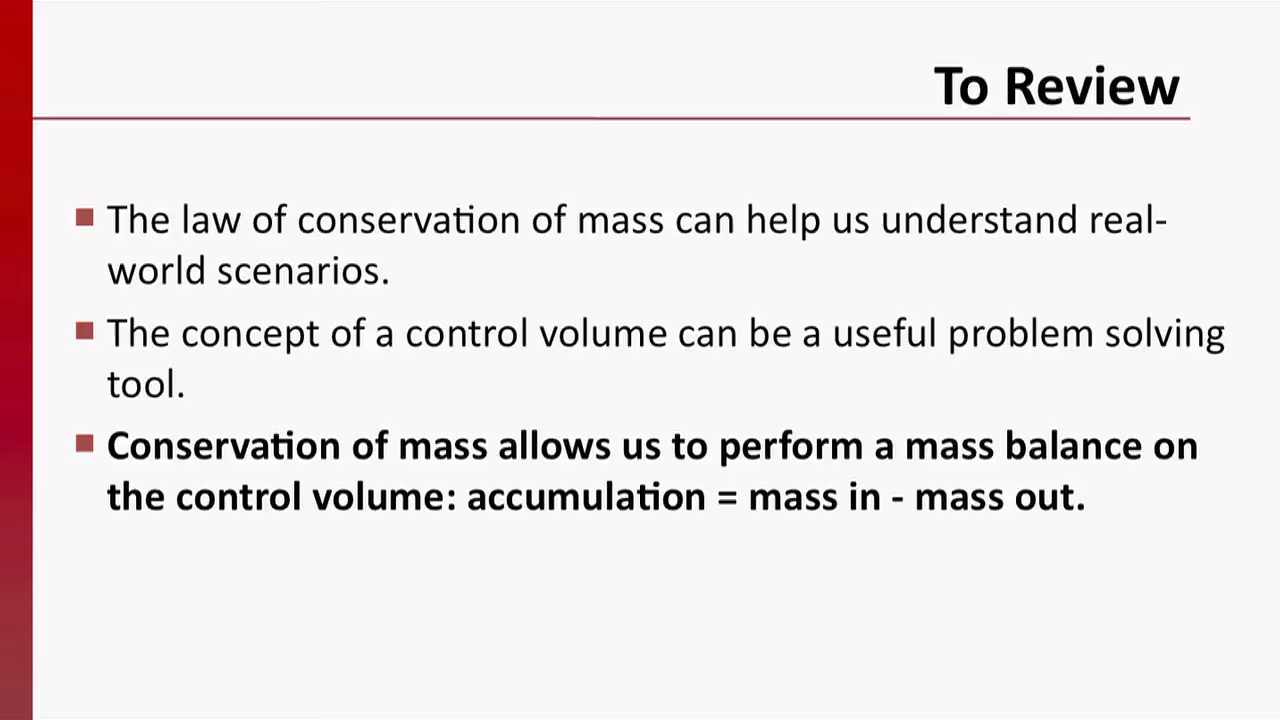 To Review
The law of conservation of mass can help us understand real-
world scenarios.
The concept of a control volume can be a useful problem solving
tool.
Conservation of mass allows us to perform a mass balance on
the control volume: accumulation = mass in - mass out.